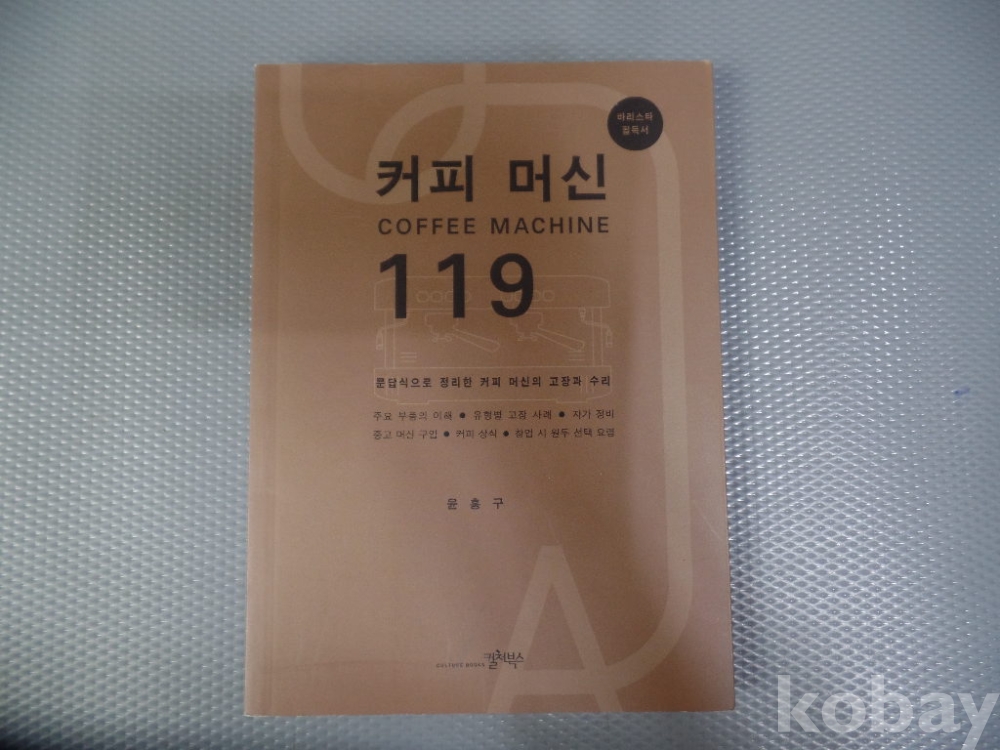 바리스타
필독서
커피 머신
COFFEE MACHINE
119
문답식으로 정리한 커피 머신의 고장과 수리
주요 부품의 이해 ● 유형별 고장 사례 ● 자가 정비
중고 머신 구입 ● 커피 상식 ● 창업 시 원두 선택 요령
윤홍구
CULTURE BOOKS 컬처북스
kobay